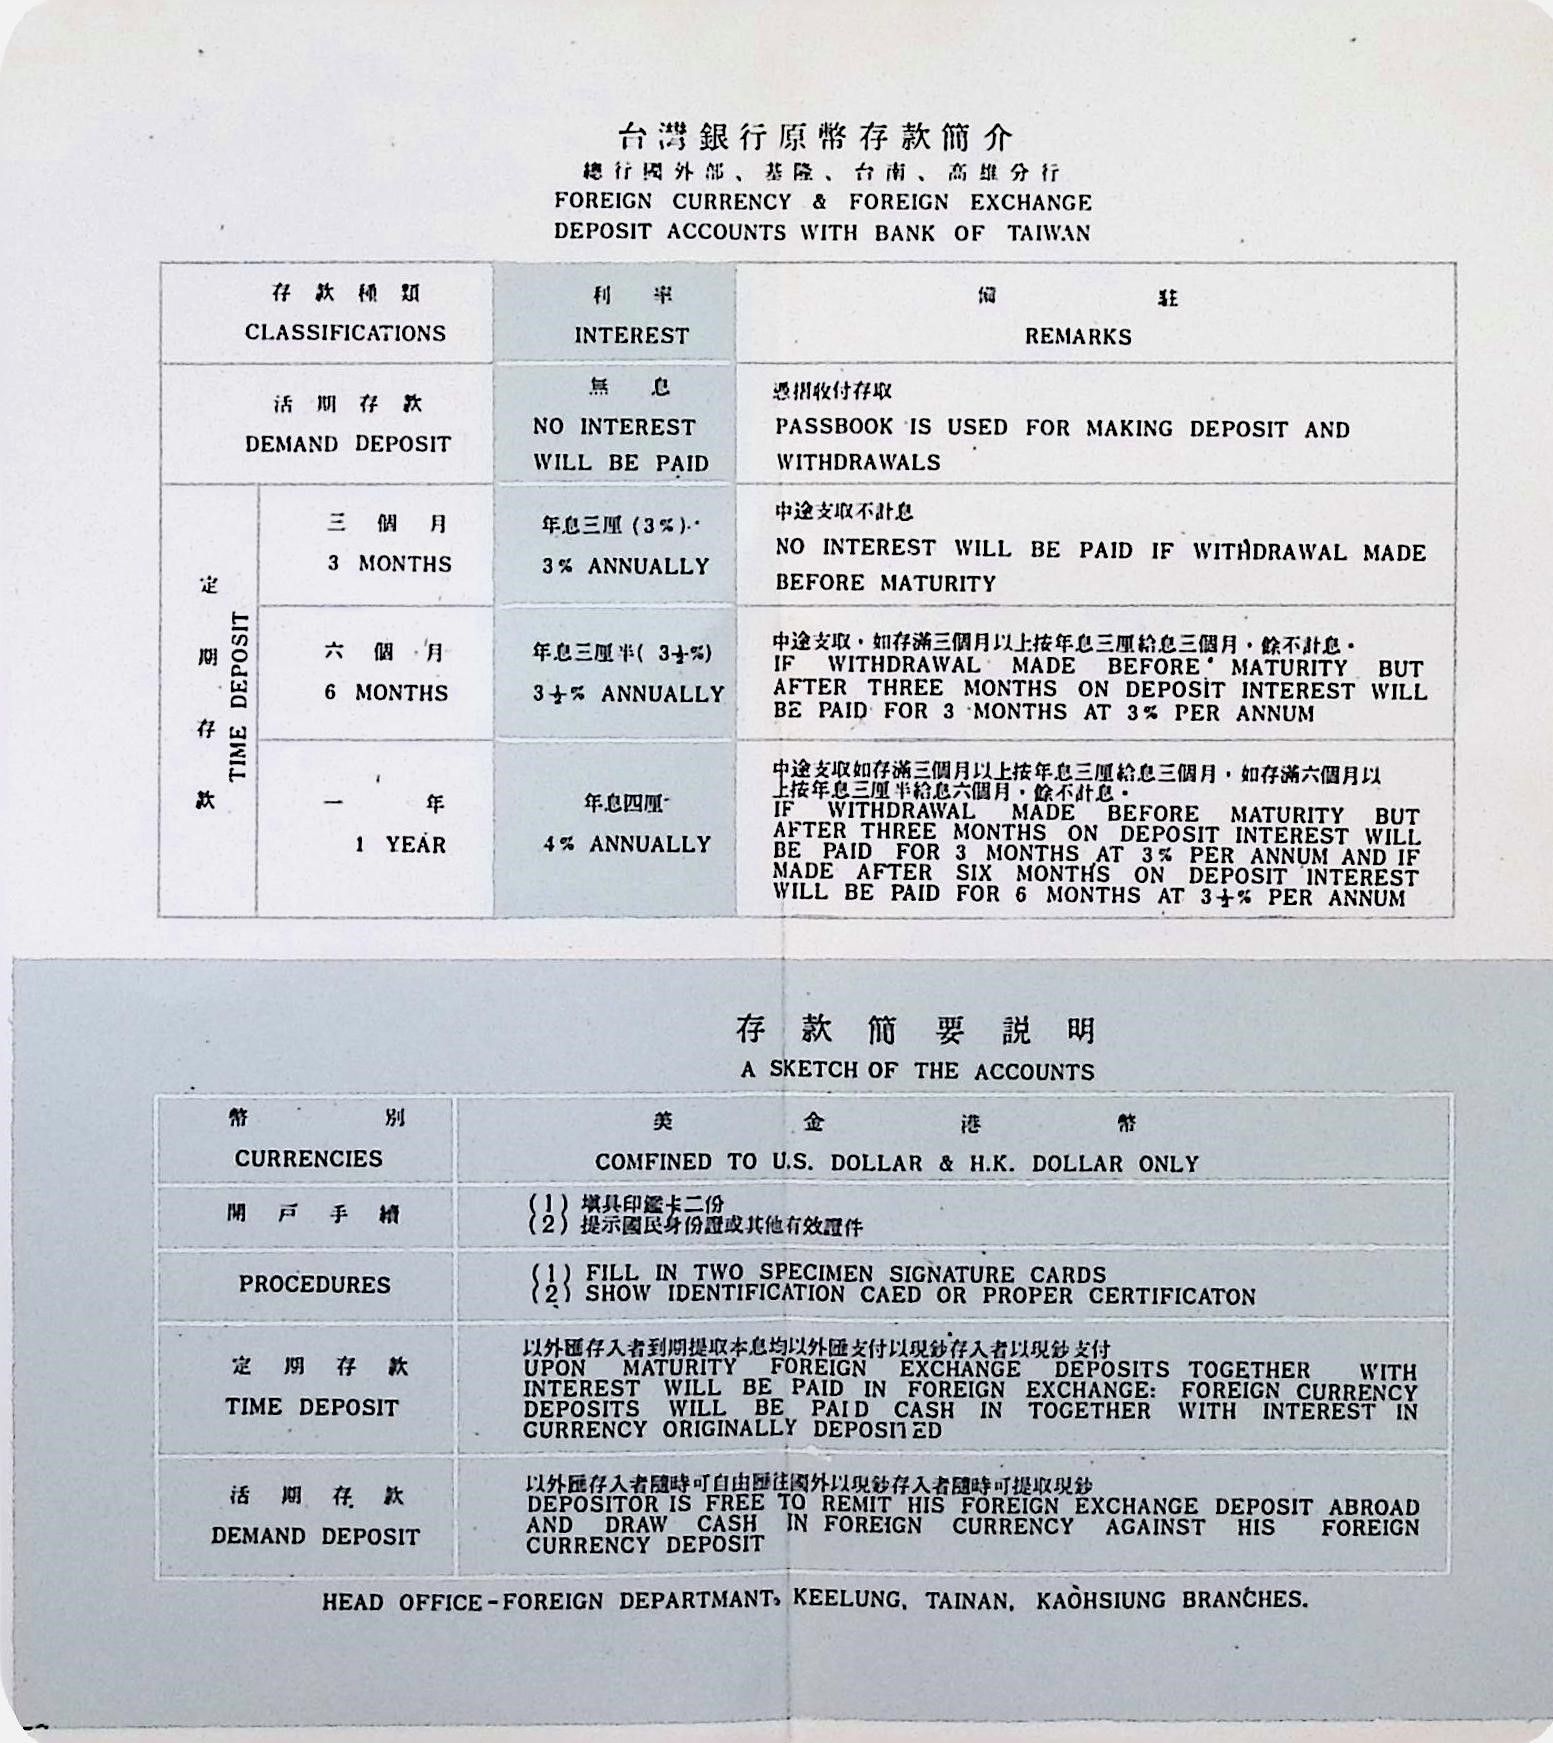 台灣銀行原幣存款簡介
總行國外部、基隆、台南、高雄分行
FOREIGN CURRENCY & FOREIGN EXCHANGE
DEPOSIT ACCOUNTS WITH BANK OF TAIWAN
存款種類
CLASSIFICATIONS
利率
INTEREST
備註
REMARKS
活期存款
DEMAND DEPOSIT
無息
NO INTEREST
WILL BE PAID
憑摺收付存取
PASSBOOK IS USED FOR MAKING DEPOSIT AND
WITHDRAWALS
定期存款
TIME DEPOSIT
三個月
3 MONTHS
年息三厘(3%)
3% ANNUALLY
中途支取不計息
NO INTEREST WILL BE PAID IF WITHDRAWAL MADE
BEFORE MATURITY
六個月
6 MONTHS
年息三厘半(3½%)
3½% ANNUALLY
中途支取,如存滿三個月以上按年息三厘給息三個月,餘不計息。
IF WITHDRAWAL MADE BEFORE MATURITY BUT
AFTER THREE MONTHS ON DEPOSIT INTEREST WILL
BE PAID FOR 3 MONTHS AT 3% PER ANNUM
一年
1 YEAR
年息四厘
4% ANNUALLY
中途支取如存滿三個月以上按年息三厘給息三個月,如存滿六個月以
上按年息三厘半給息六個月,餘不計息。
IF WITHDRAWAL MADE BEFORE MATURITY BUT
AFTER THREE MONTHS ON DEPOSIT INTEREST WILL
BE PAID FOR 3 MONTHS AT 3% PER ANNUM AND IF
MADE AFTER SIX MONTHS ON DEPOSIT INTEREST
WILL BE PAID FOR 6 MONTHS AT 3½% PER ANNUM
存款簡要說明
A SKETCH OF THE ACCOUNTS
幣別
CURRENCIES
美金港幣
COMFINED TO U.S. DOLLAR & H.K. DOLLAR ONLY
開戶手續
(1) 填具印鑑卡二份
(2) 提示國民身份證或其他有效證件
PROCEDURES
(1) FILL IN TWO SPECIMEN SIGNATURE CARDS
(2) SHOW IDENTIFICATION CAED OR PROPER CERTIFICATON
定期存款
TIME DEPOSIT
以外匯存入者到期提取本息均以外匯支付以現鈔存入者以現鈔支付
UPON MATURITY FOREIGN EXCHANGE DEPOSITS TOGETHER WITH
INTEREST WILL BE PAID IN FOREIGN EXCHANGE: FOREIGN CURRENCY
DEPOSITS WILL BE PAID CASH IN TOGETHER WITH INTEREST IN
CURRENCY ORIGINALLY DEPOSITED
活期存款
DEMAND DEPOSIT
以外匯存入者隨時可自由匯往國外以現鈔存入者隨時可提取現鈔
DEPOSITOR IS FREE TO REMIT HIS FOREIGN EXCHANGE DEPOSIT ABROAD
AND DRAW CASH IN FOREIGN CURRENCY AGAINST HIS FOREIGN
CURRENCY DEPOSIT
HEAD OFFICE-FOREIGN DEPARTMANT, KEELUNG, TAINAN, KAOHSIUNG BRANCHES.